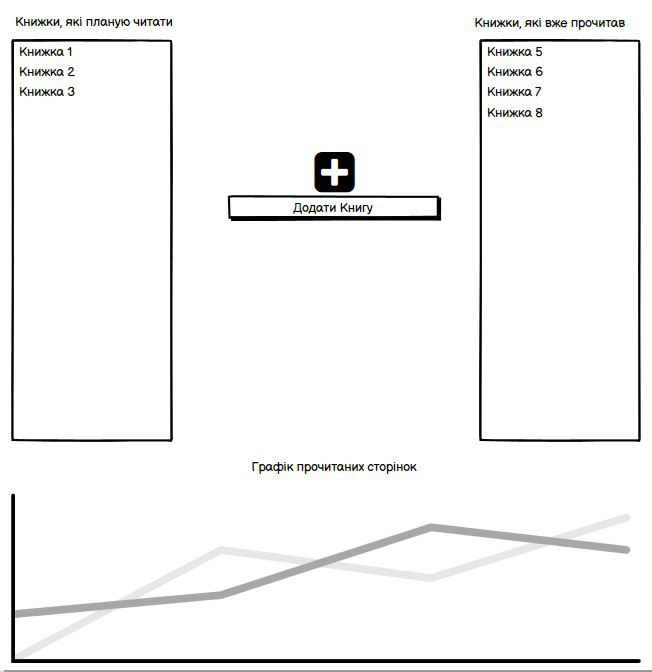 Книжки, які планую читати
Книжка 1
Книжка 2
Книжка 3
Додати Книгу
Книжки, які вже прочитав
Книжка 5
Книжка 6
Книжка 7
Книжка 8
Графік прочитаних сторінок